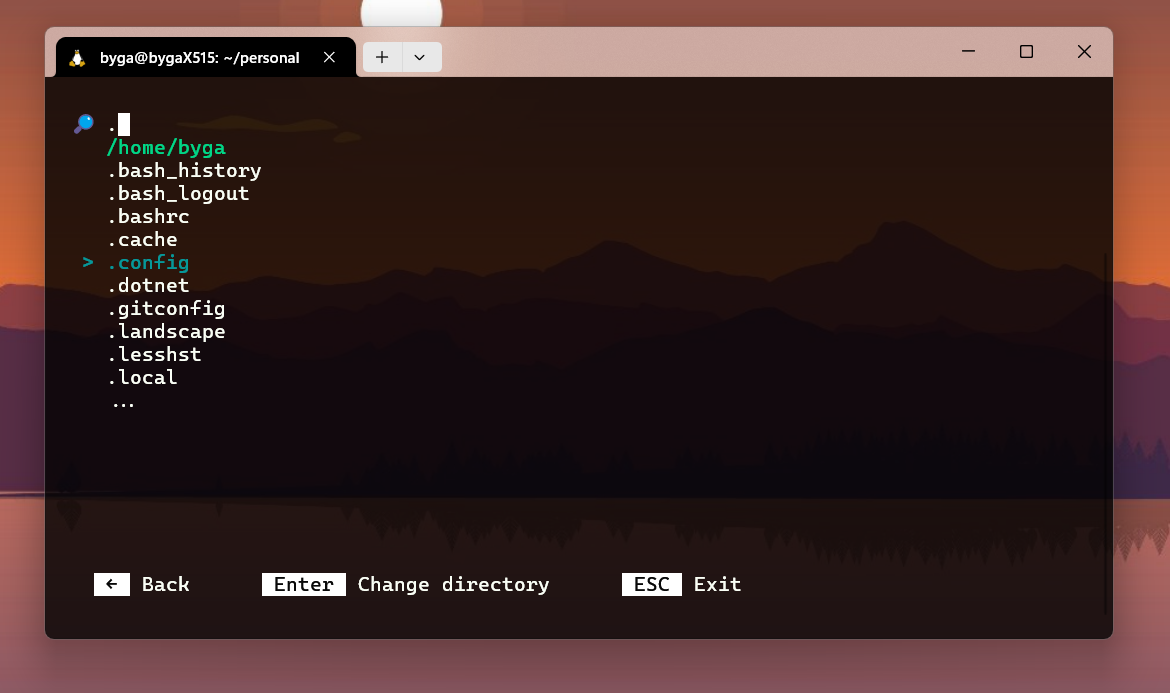 byga@bygaX515: ~/personal
.
/home/byga
.bash_history
.bash_logout
.bashrc
.cache
> .config
.dotnet
.gitconfig
.landscape
.lesshst
.local
...
← Back Enter Change directory ESC Exit